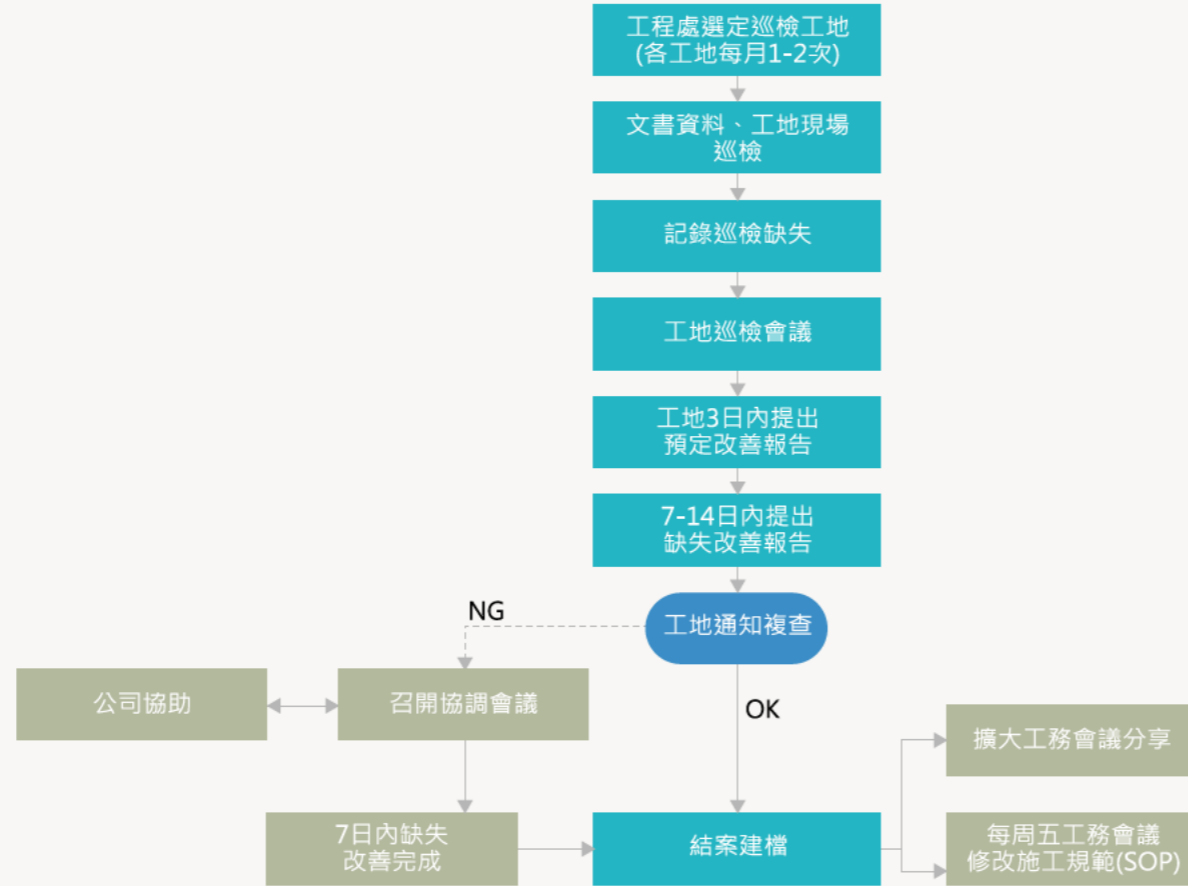 工程處選定巡檢工地
(各工地每月1-2次)
文書資料、工地現場
巡檢
記錄巡檢缺失
工地巡檢會議
工地3日內提出
預定改善報告
7-14日內提出
缺失改善報告
NG
工地通知複查
公司協助
召開協調會議
OK
擴大工務會議分享
7日內缺失
改善完成
結案建檔
每周五工務會議
修改施工規範(SOP)